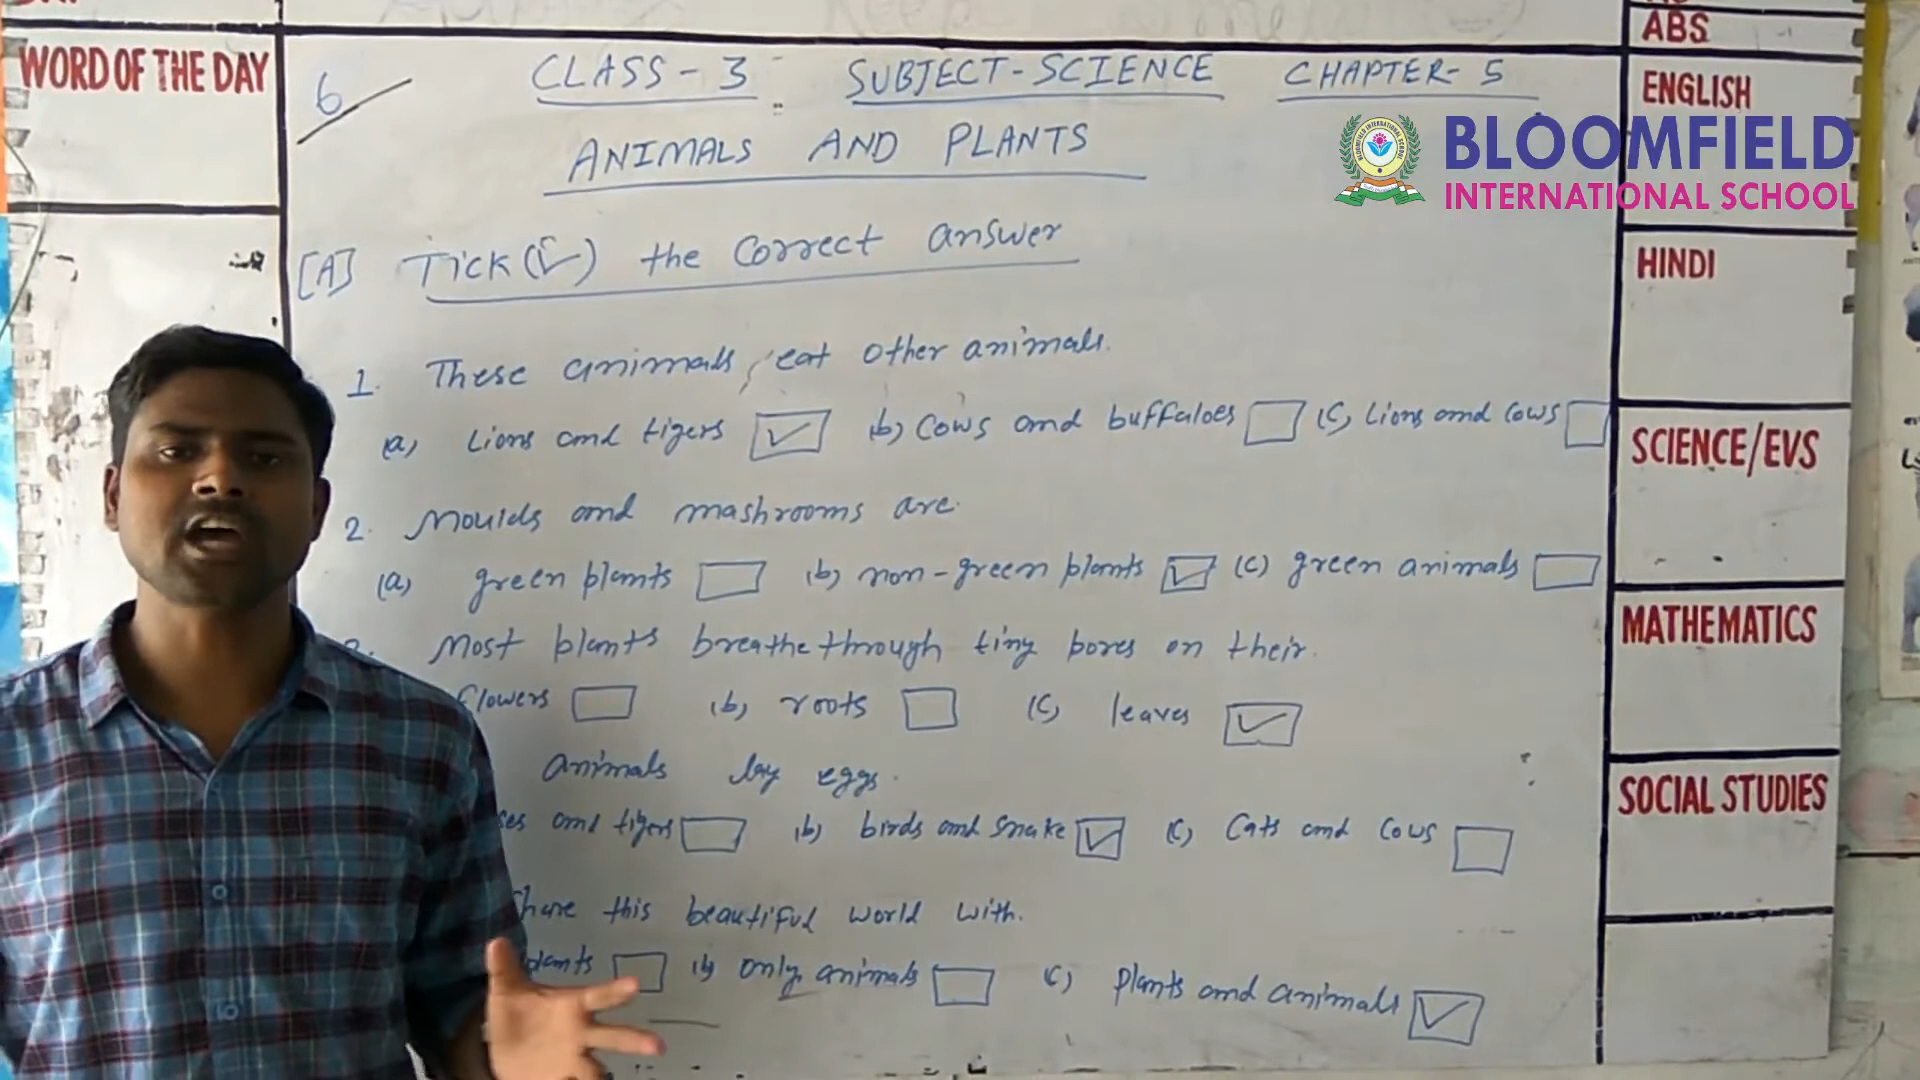 WORD OF THE DAY
6
CLASS - 3 SUBJECT-SCIENCE CHAPTER- 5
ANIMALS AND PLANTS
[A] Tick (✓) the correct answer
1. These animals, eat other animals.
(a) Lions and tigers ✓ (b) Cows and buffaloes (c) Lions and Cows
2. Moulds and mashrooms are.
(a) green plants (b) non-green plants ✓ (c) green animals
Most plants breathe through tiny pores on their.
flowers (b) roots (c) leaves ✓
animals lay eggs.
and tigers (b) birds and snake ✓ (c) Cats and Cows
Share this beautiful world with.
plants (b) only animals (c) plants and animals ✓
ABS
ENGLISH
HINDI
SCIENCE/EVS
MATHEMATICS
SOCIAL STUDIES
BLOOMFIELD
INTERNATIONAL SCHOOL